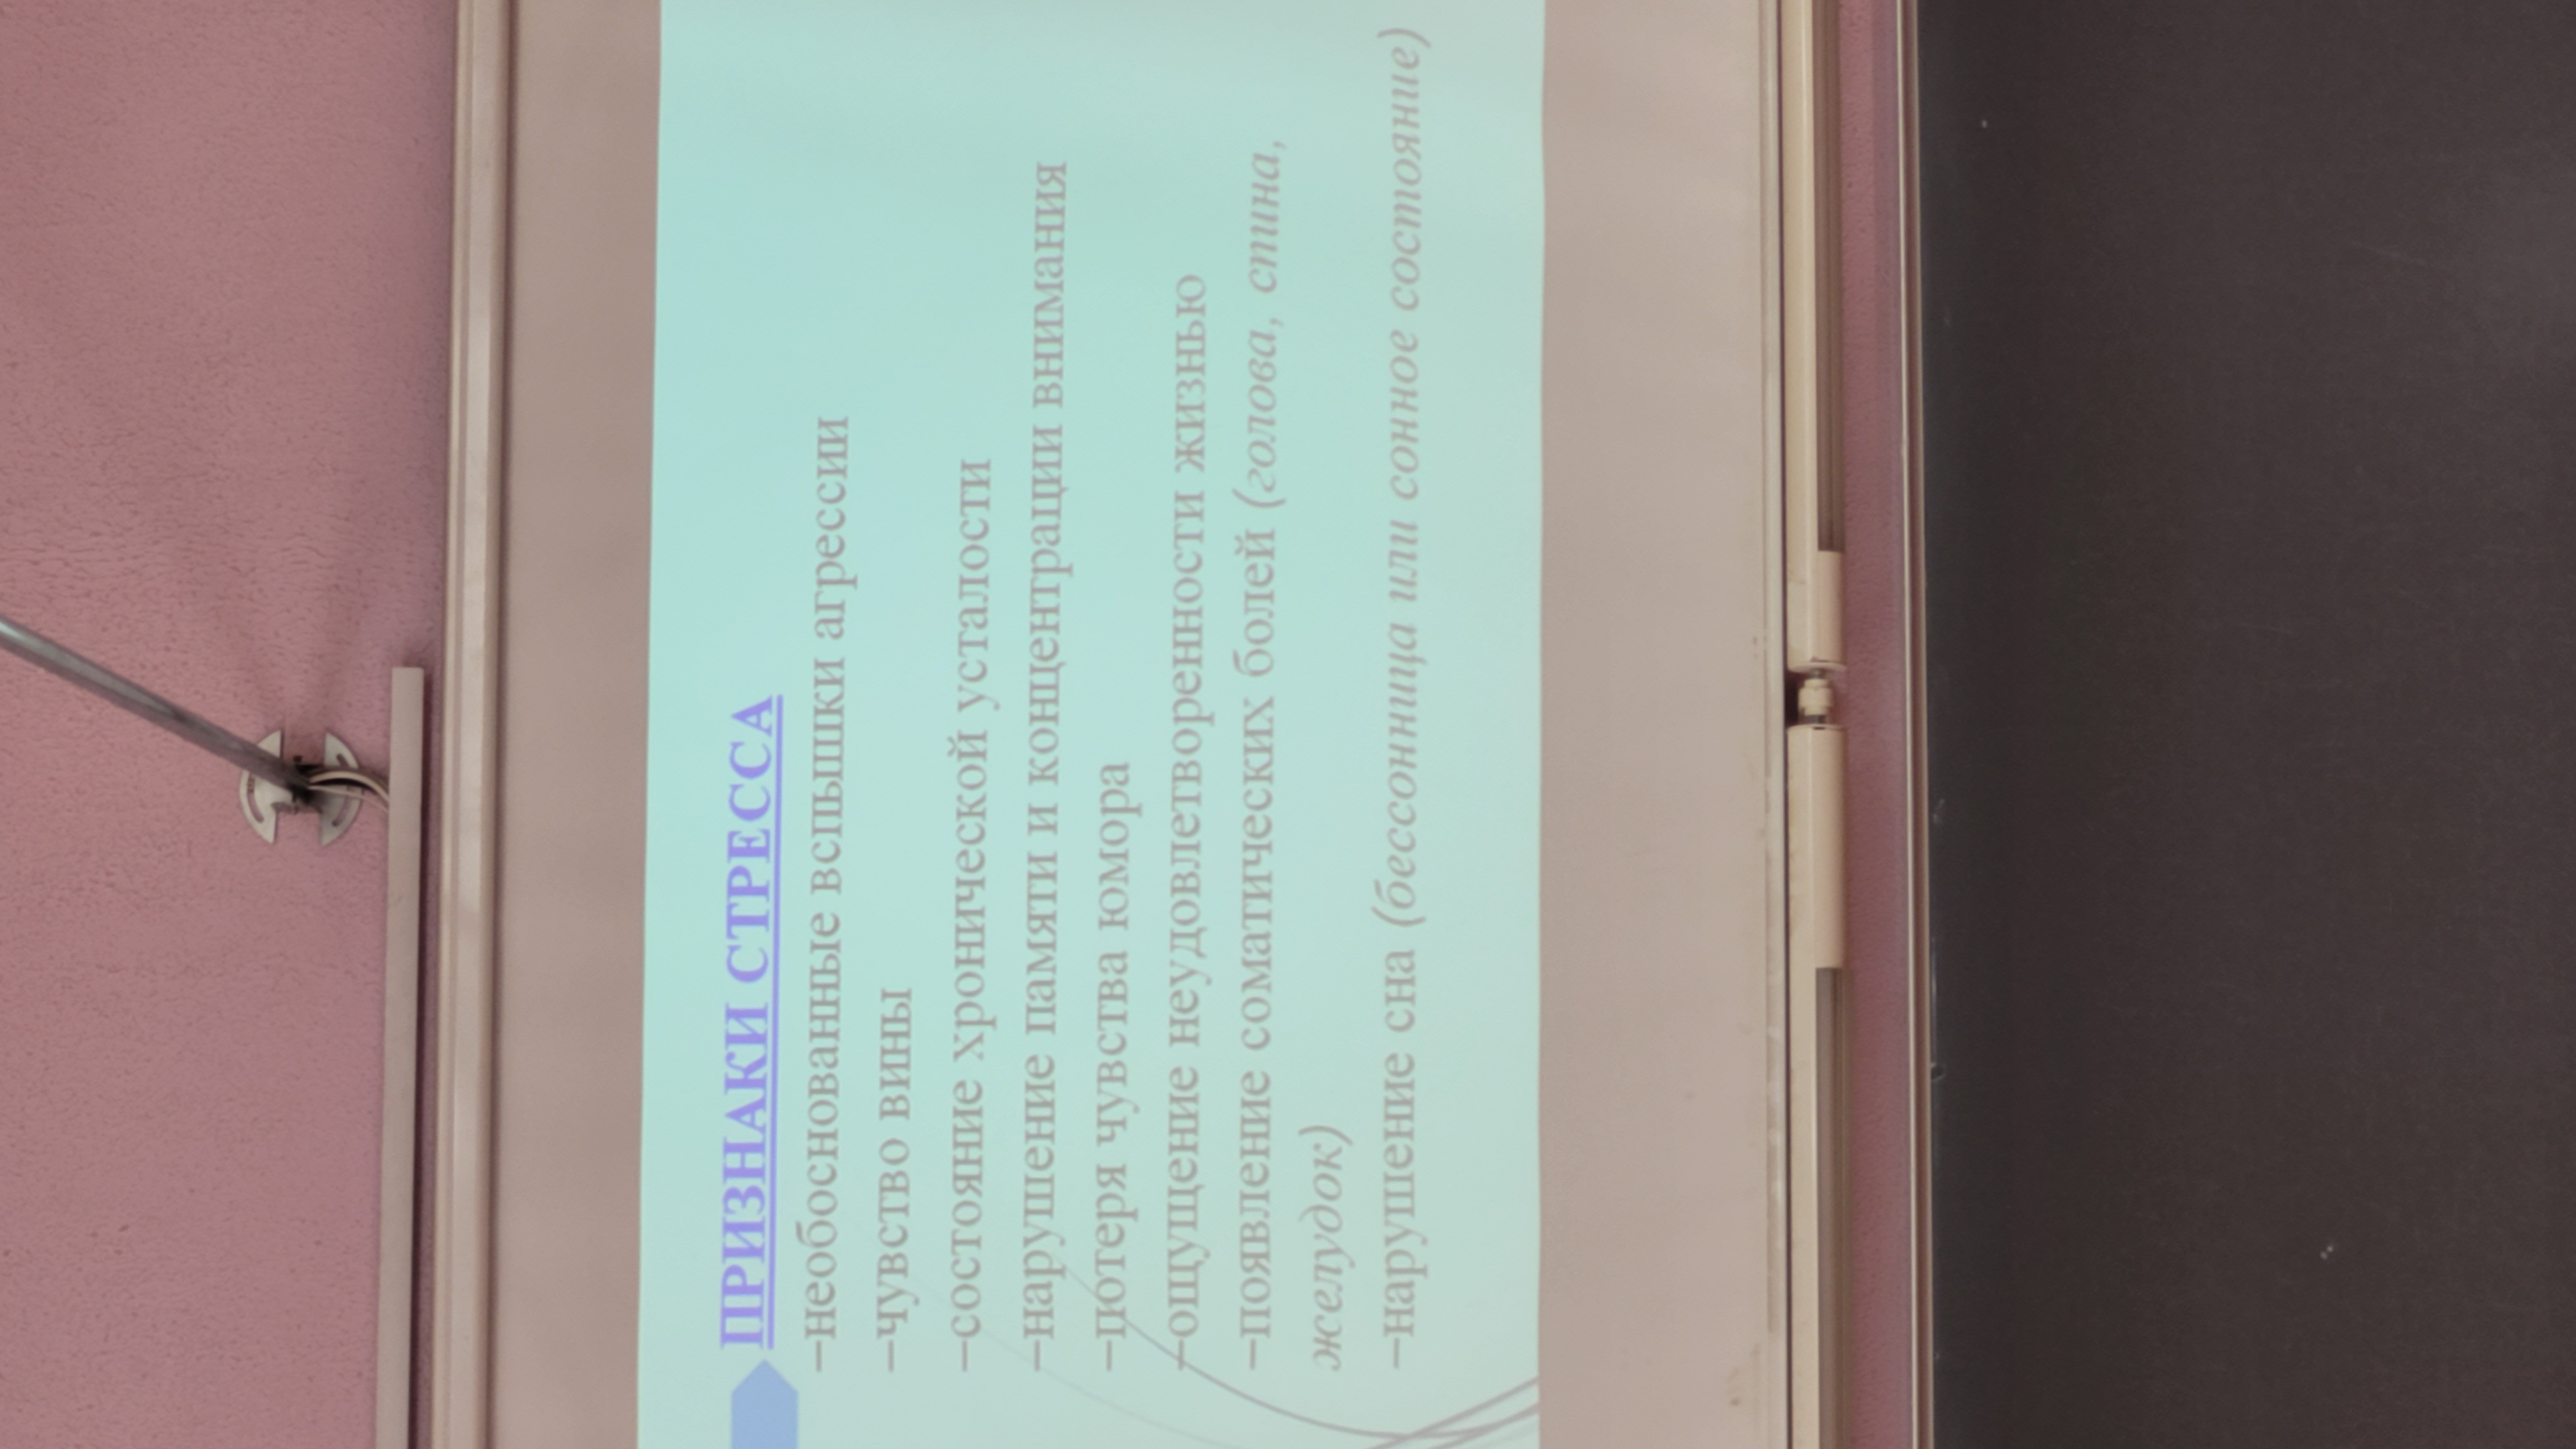 ПРИЗНАКИ СТРЕССА
–необоснованные вспышки агрессии
–чувство вины
–состояние хронической усталости
–нарушение памяти и концентрации внимания
–потеря чувства юмора
–ощущение неудовлетворенности жизнью
–появление соматических болей (голова, спина,
желудок)
–нарушение сна (бессонница или сонное состояние)